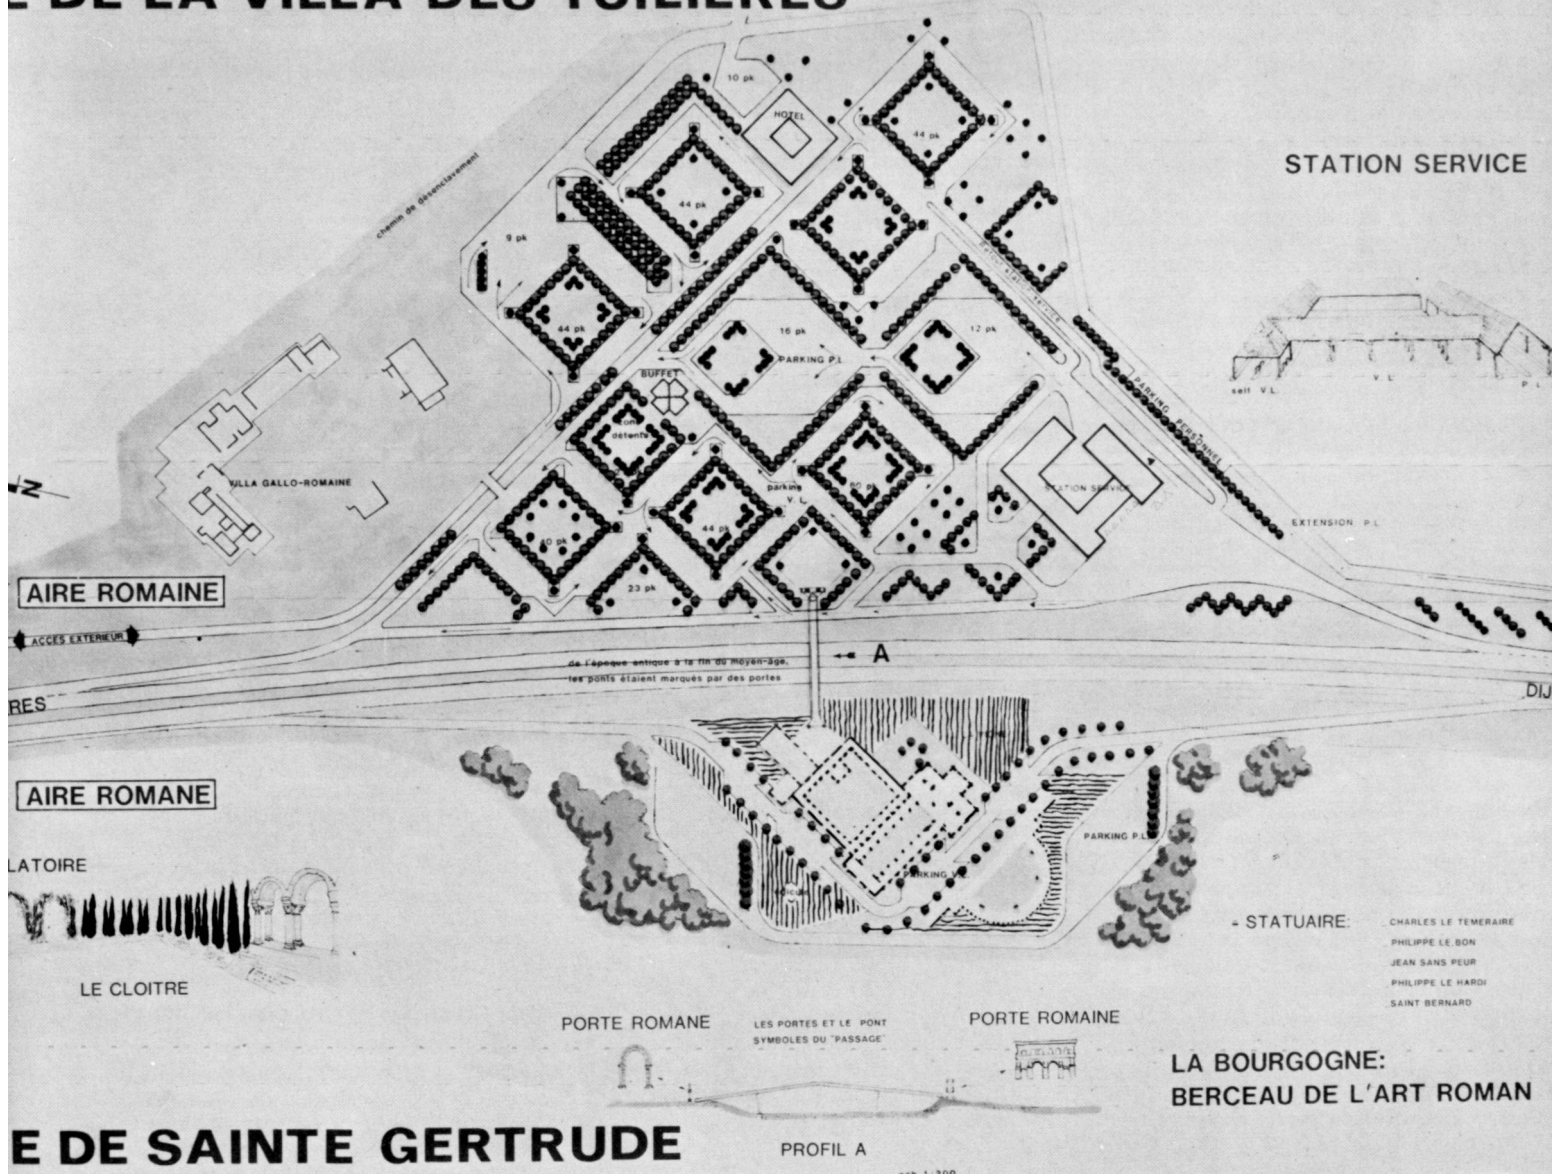 E DE LA VILLA DES TUILIERES
10 pk
HOTEL
44 pk
STATION SERVICE
chemin de désenclavement
44 pk
9 pk
44 pk
16 pk
12 pk
PARKING P.L.
BUFFET
self V.L.
V.L.
P.L.
PARKING PERSONNEL
zone
détente
VILLA GALLO-ROMAINE
parking
V.L.
STATION SERVICE
N
44 pk
EXTENSION P.L
AIRE ROMAINE
23 pk
ACCÈS EXTERIEUR
A
de l'époque antique à la fin du moyen-âge,
les ponts étaient marqués par des portes
RES
DIJ
AIRE ROMANE
PARKING P.L.
LATOIRE
PARKING V.L.
- STATUAIRE:
CHARLES LE TEMERAIRE
PHILIPPE LE BON
JEAN SANS PEUR
PHILIPPE LE HARDI
SAINT BERNARD
LE CLOITRE
PORTE ROMANE
LES PORTES ET LE PONT
SYMBOLES DU "PASSAGE"
PORTE ROMAINE
LA BOURGOGNE:
BERCEAU DE L'ART ROMAN
E DE SAINTE GERTRUDE
PROFIL A